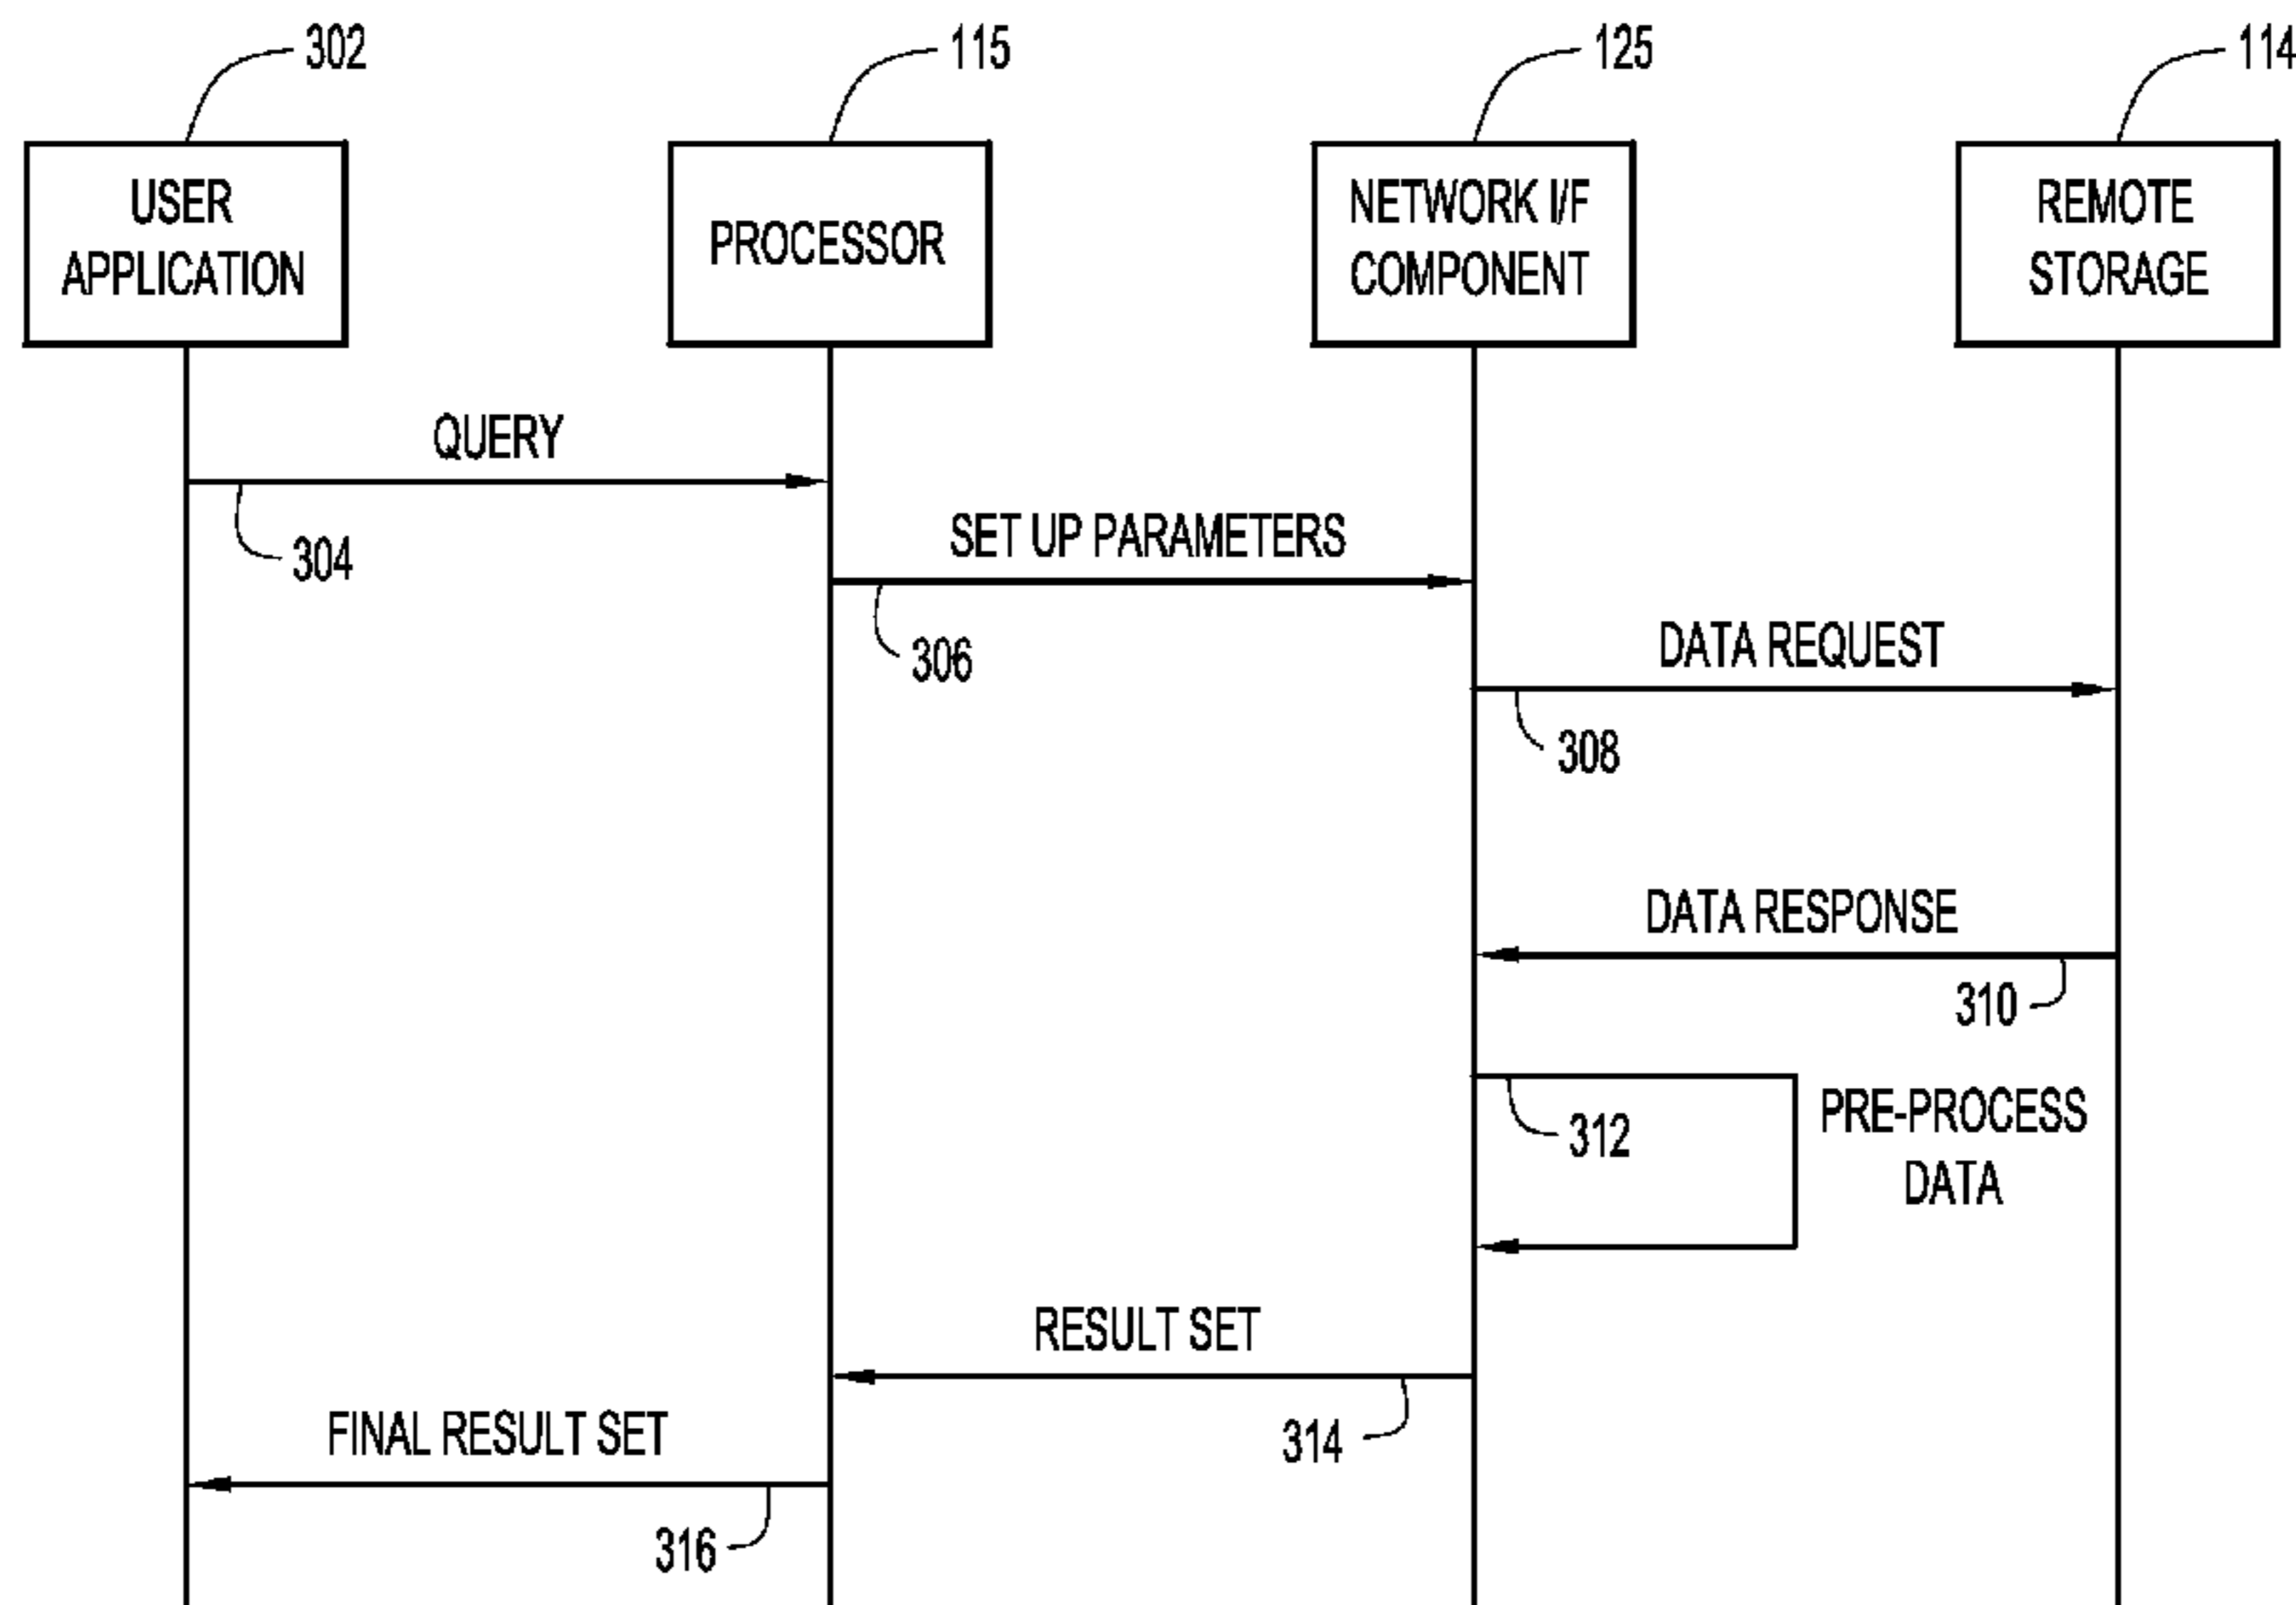 302
115
125
114
USER
APPLICATION
PROCESSOR
NETWORK I/F
COMPONENT
REMOTE
STORAGE
QUERY
304
SET UP PARAMETERS
306
DATA REQUEST
308
DATA RESPONSE
310
312
PRE-PROCESS
DATA
RESULT SET
314
FINAL RESULT SET
316